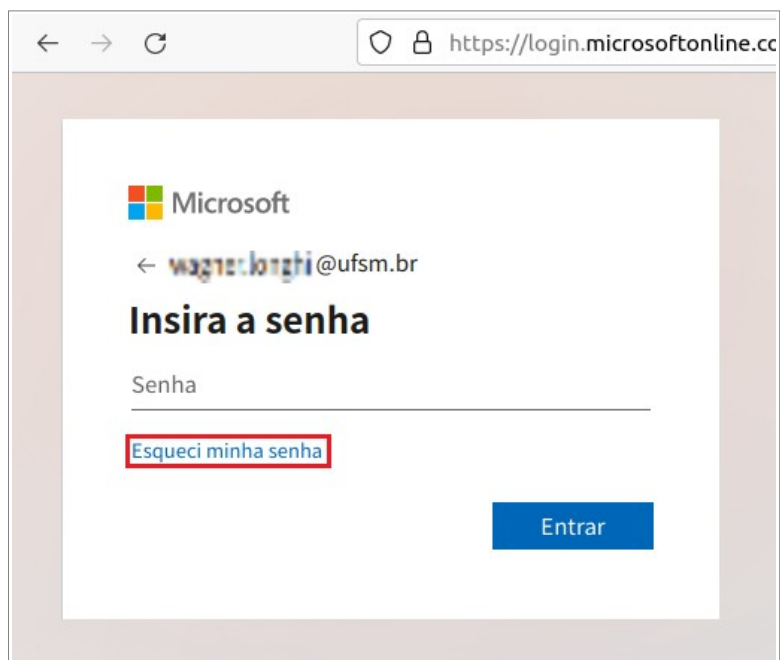 https://login.microsoftonline.co
Microsoft
@ufsm.br
Insira a senha
Senha
Esqueci minha senha
Entrar